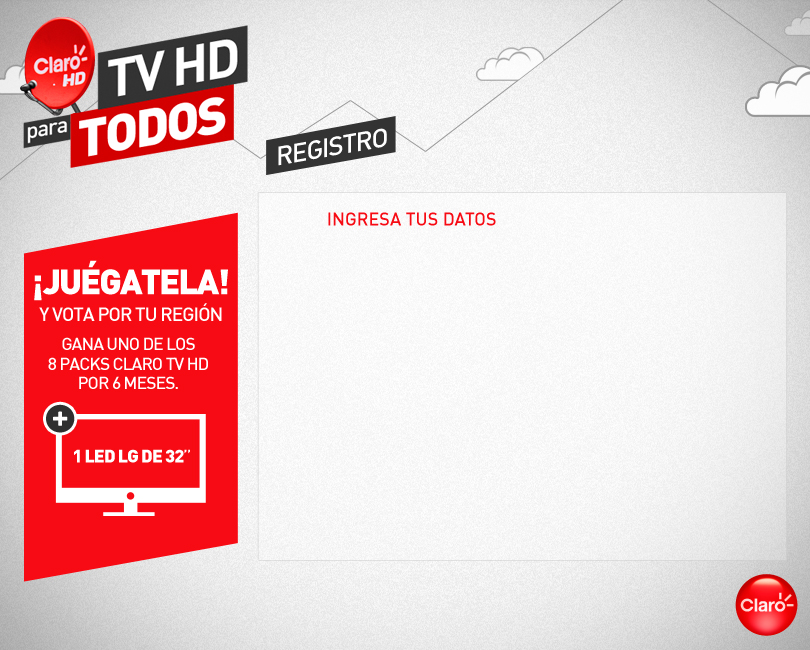 Claro
HD
TV HD
para
TODOS
REGISTRO
INGRESA TUS DATOS
¡JUÉGATELA!
Y VOTA POR TU REGIÓN
GANA UNO DE LOS
8 PACKS CLARO TV HD
POR 6 MESES.
+
1 LED LG DE 32”
Claro